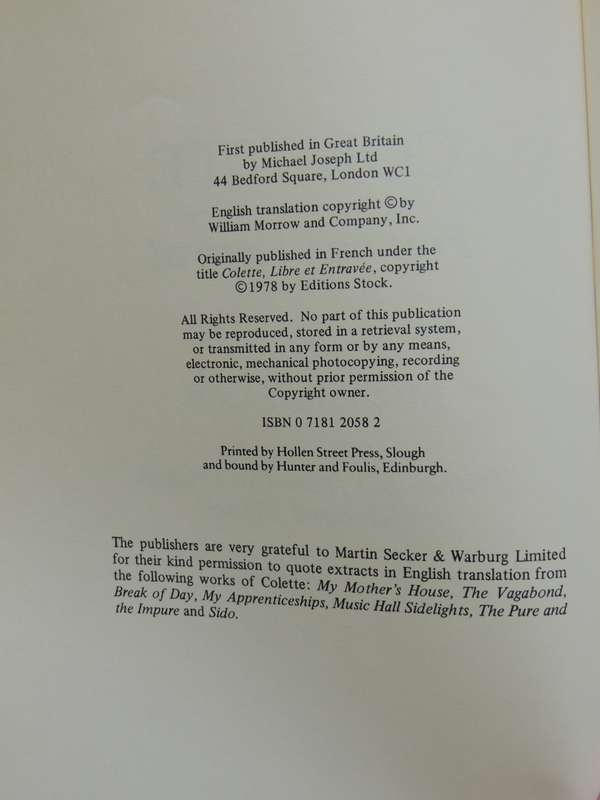 First published in Great Britain
by Michael Joseph Ltd
44 Bedford Square, London WC1
English translation copyright © by
William Morrow and Company, Inc.
Originally published in French under the
title Colette, Libre et Entravée, copyright
©1978 by Editions Stock.
All Rights Reserved. No part of this publication
may be reproduced, stored in a retrieval system,
or transmitted in any form or by any means,
electronic, mechanical photocopying, recording
or otherwise, without prior permission of the
Copyright owner.
ISBN 0 7181 2058 2
Printed by Hollen Street Press, Slough
and bound by Hunter and Foulis, Edinburgh.
The publishers are very grateful to Martin Secker & Warburg Limited
for their kind permission to quote extracts in English translation from
the following works of Colette: My Mother's House, The Vagabond,
Break of Day, My Apprenticeships, Music Hall Sidelights, The Pure and
the Impure and Sido.